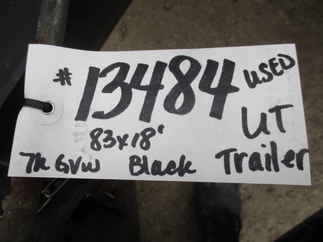 # 13484 USED
83x18' UT
7k GVW Black Trailer